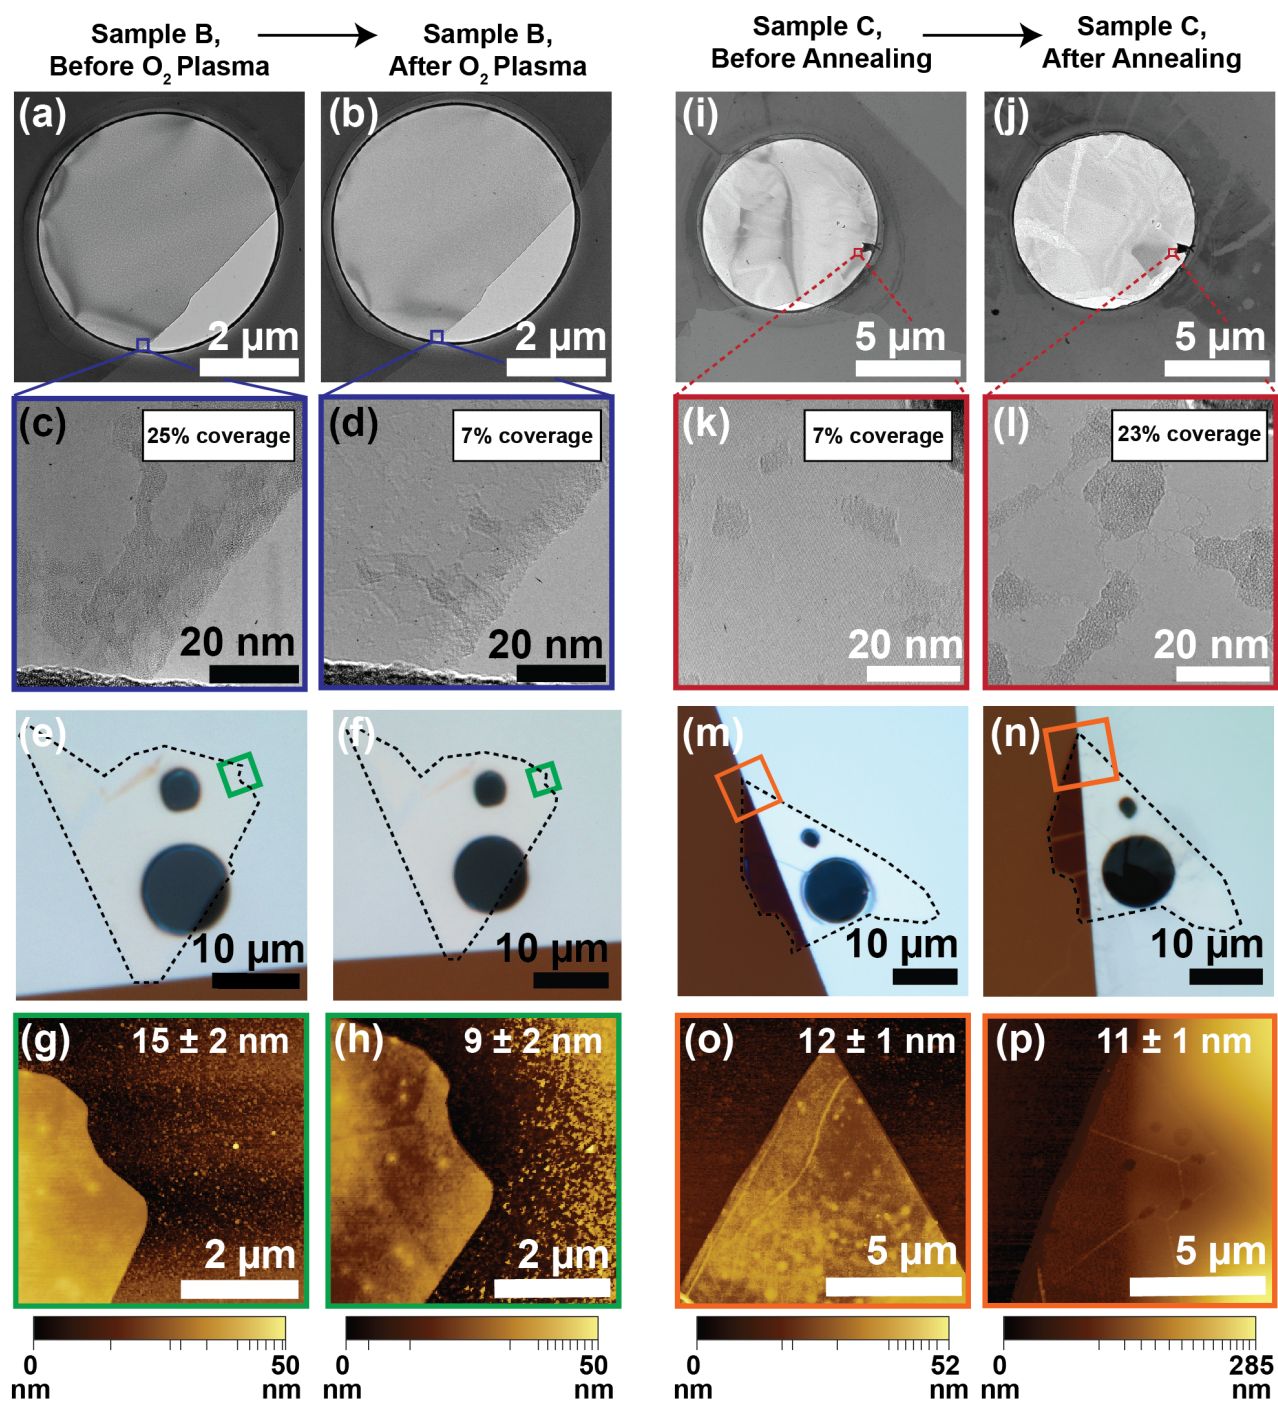 Sample B,
Before O2 Plasma
Sample B,
After O2 Plasma
Sample C,
Before Annealing
Sample C,
After Annealing
(a)
2 µm
(b)
2 µm
(i)
5 µm
(j)
5 µm
(c)
25% coverage
20 nm
(d)
7% coverage
20 nm
(k)
7% coverage
20 nm
(l)
23% coverage
20 nm
(e)
10 µm
(f)
10 µm
(m)
10 µm
(n)
10 µm
(g)
15 ± 2 nm
2 µm
(h)
9 ± 2 nm
2 µm
(o)
12 ± 1 nm
5 µm
(p)
11 ± 1 nm
5 µm
0
nm
50
nm
0
nm
50
nm
0
nm
52
nm
0
nm
285
nm